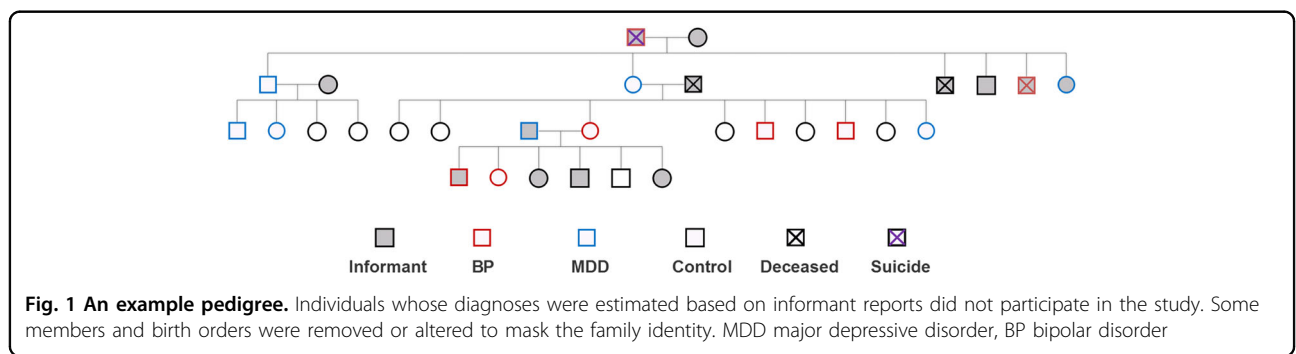 Informant BP MDD Control Deceased Suicide
Fig. 1 An example pedigree. Individuals whose diagnoses were estimated based on informant reports did not participate in the study. Some
members and birth orders were removed or altered to mask the family identity. MDD major depressive disorder, BP bipolar disorder